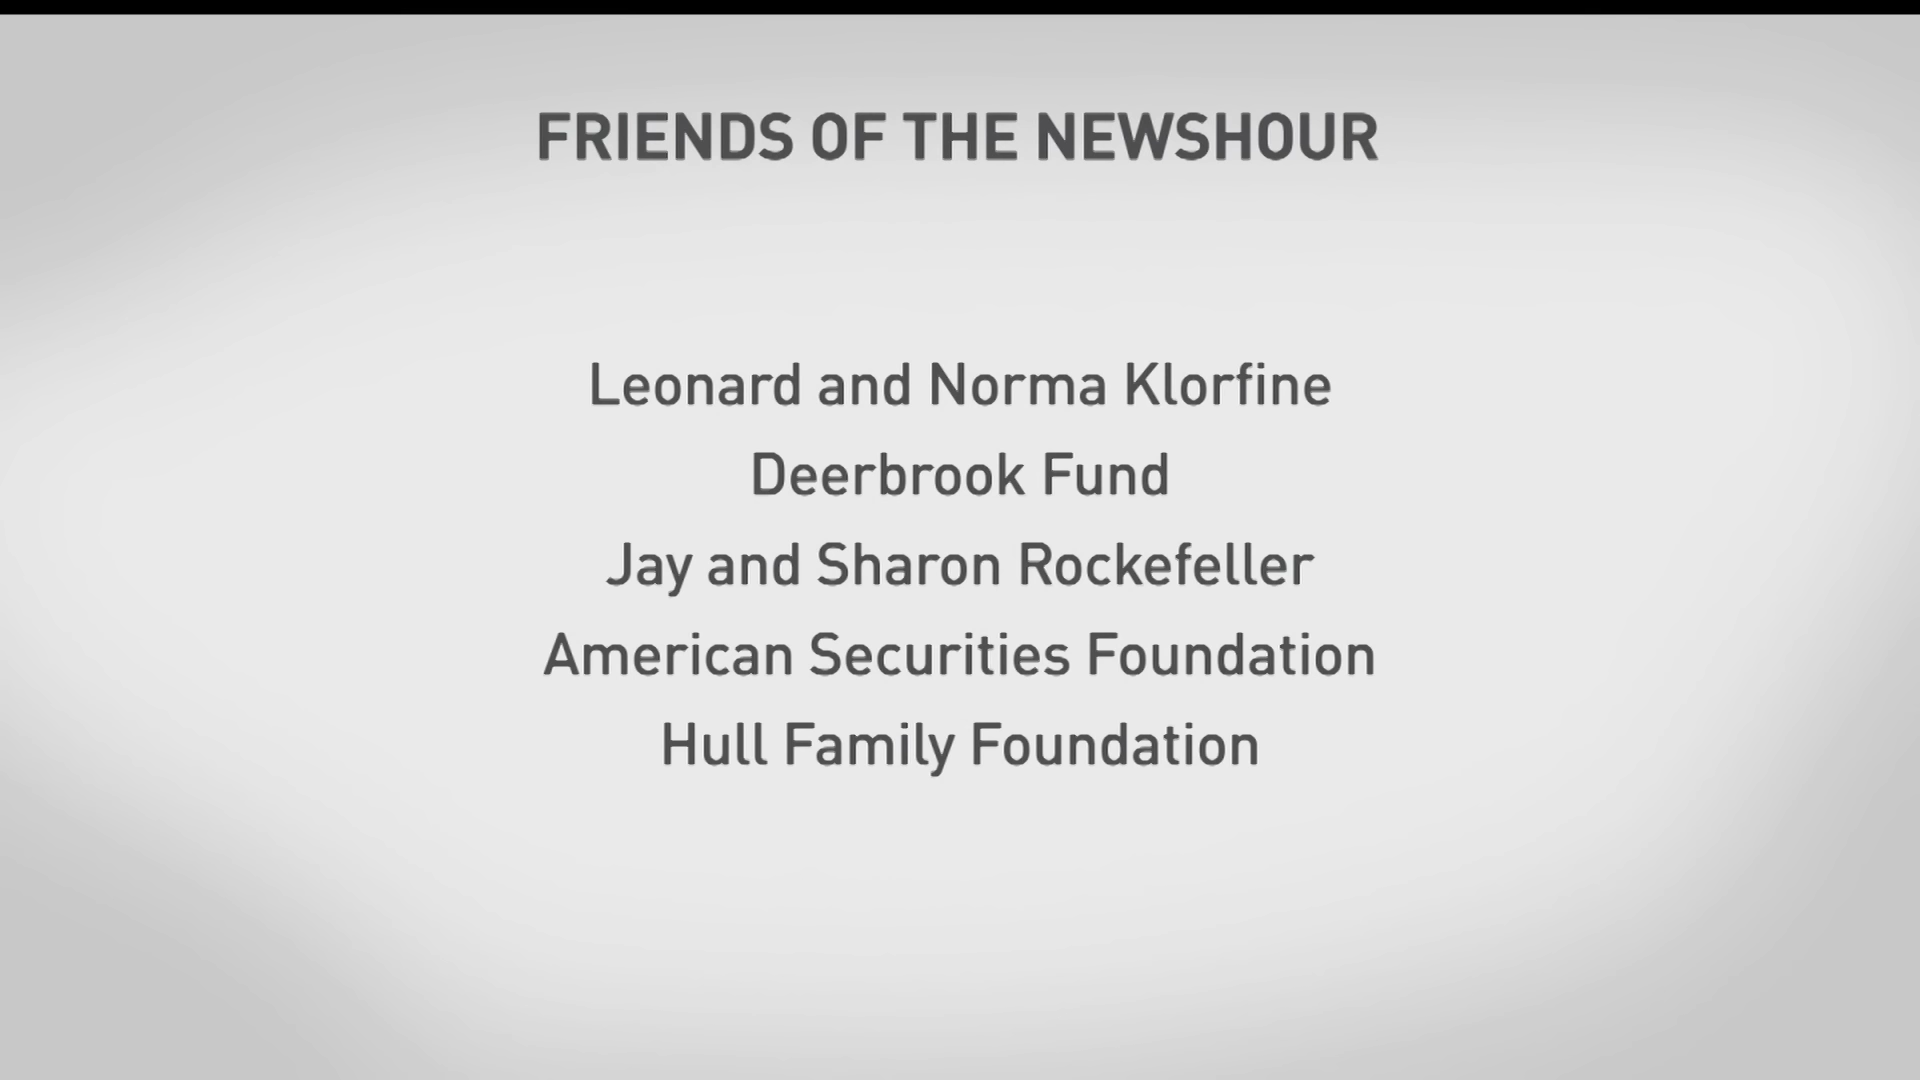 FRIENDS OF THE NEWSHOUR
Leonard and Norma Klorfine
Deerbrook Fund
Jay and Sharon Rockefeller
American Securities Foundation
Hull Family Foundation